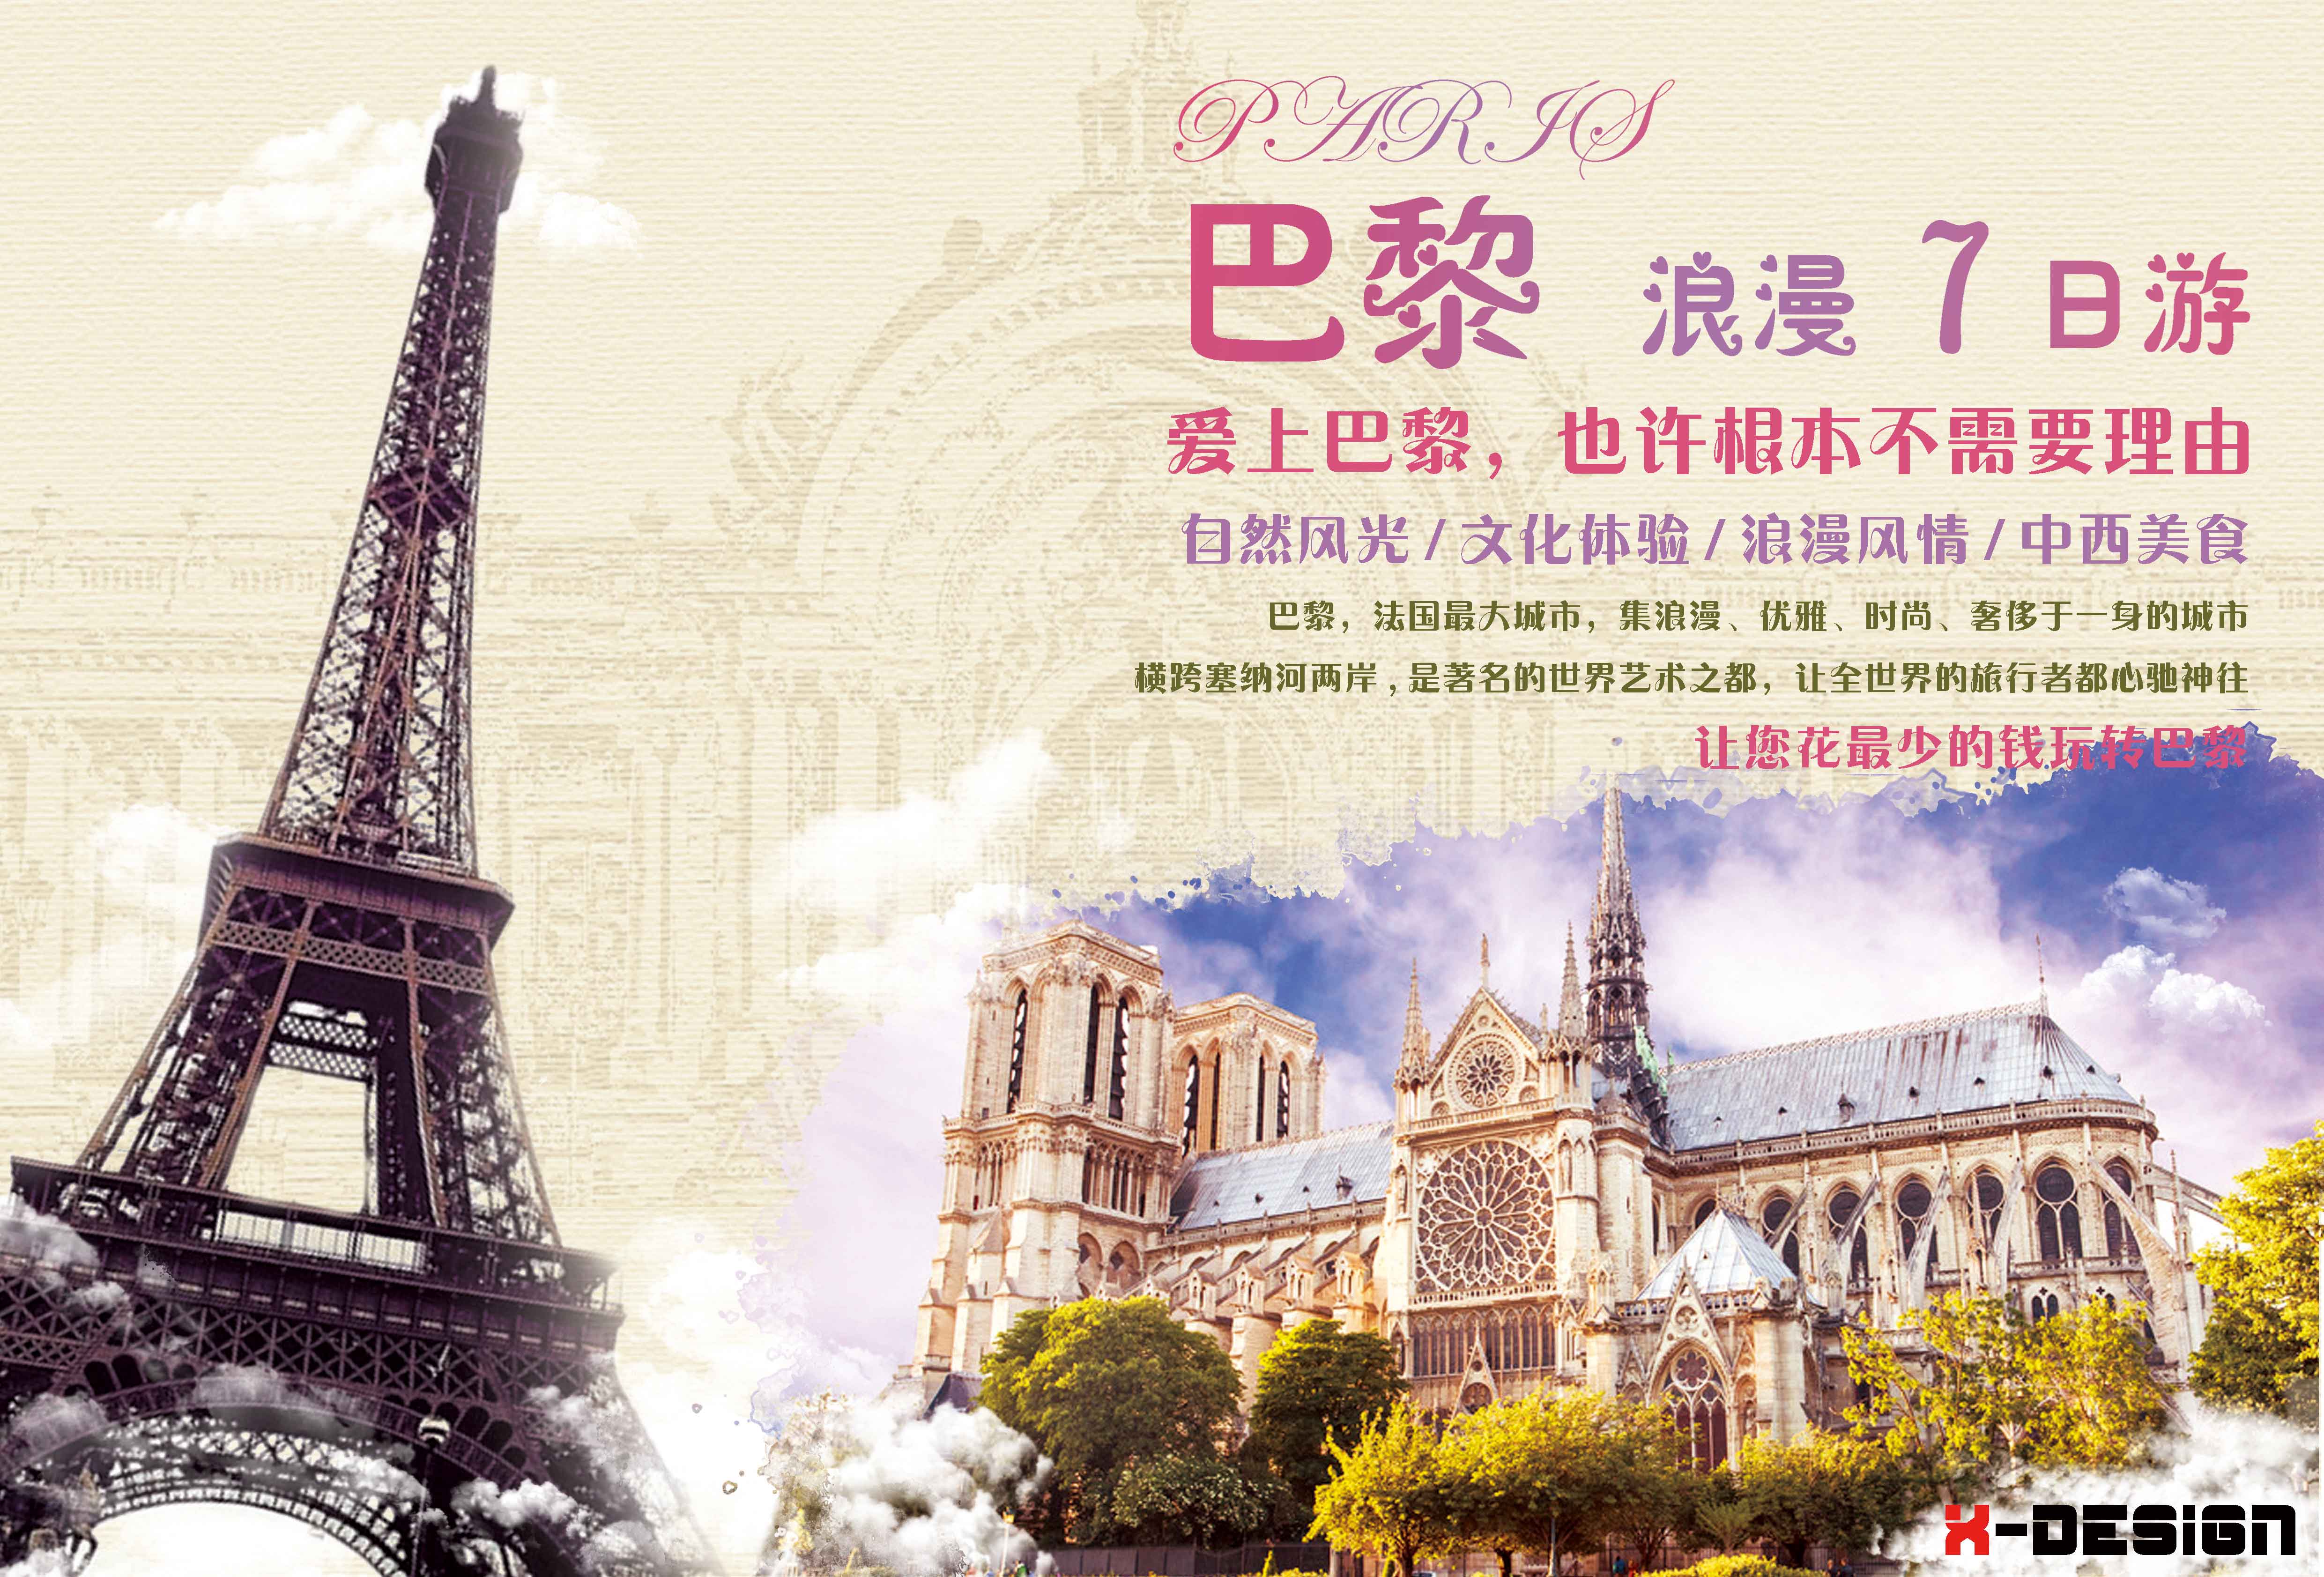 PARIS
巴黎 浪漫 7 日游
爱上巴黎，也许根本不需要理由
自然风光/文化体验/浪漫风情/中西美食
巴黎，法国最大城市，集浪漫、优雅、时尚、奢侈于一身的城市
横跨塞纳河两岸,是著名的世界艺术之都，让全世界的旅行者都心驰神往
让您花最少的钱玩转巴黎
X-DESIGN